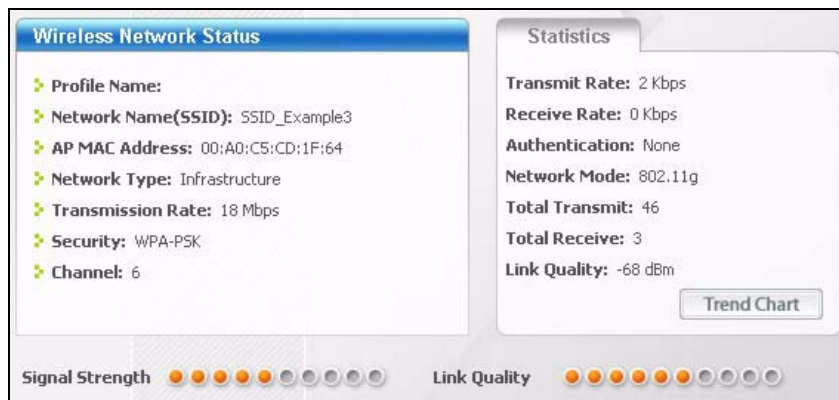 Wireless Network Status
Profile Name:
Network Name(SSID): SSID_Example3
AP MAC Address: 00:A0:C5:CD:1F:64
Network Type: Infrastructure
Transmission Rate: 18 Mbps
Security: WPA-PSK
Channel: 6
Statistics
Transmit Rate: 2 Kbps
Receive Rate: 0 Kbps
Authentication: None
Network Mode: 802.11g
Total Transmit: 46
Total Receive: 3
Link Quality: -68 dBm
Trend Chart
Signal Strength
Link Quality